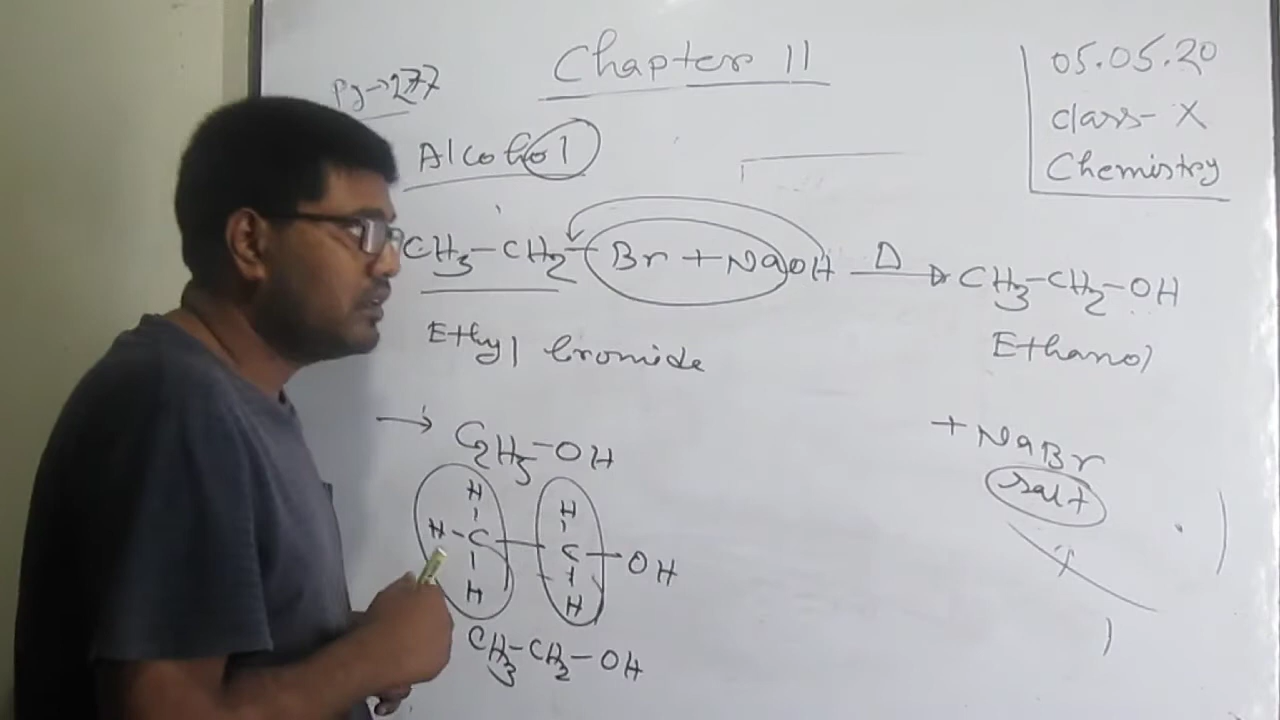 Chapter 11
05.05.20
Class- X
Chemistry
Pg→277
Alcohol
CH3-CH2-Br+NaOH Δ→ CH3-CH2-OH
Ethyl bromide
Ethanol
+NaBr
salt
→ C2H5-OH
H H
H-C-C-OH
H H
CH3-CH2-OH